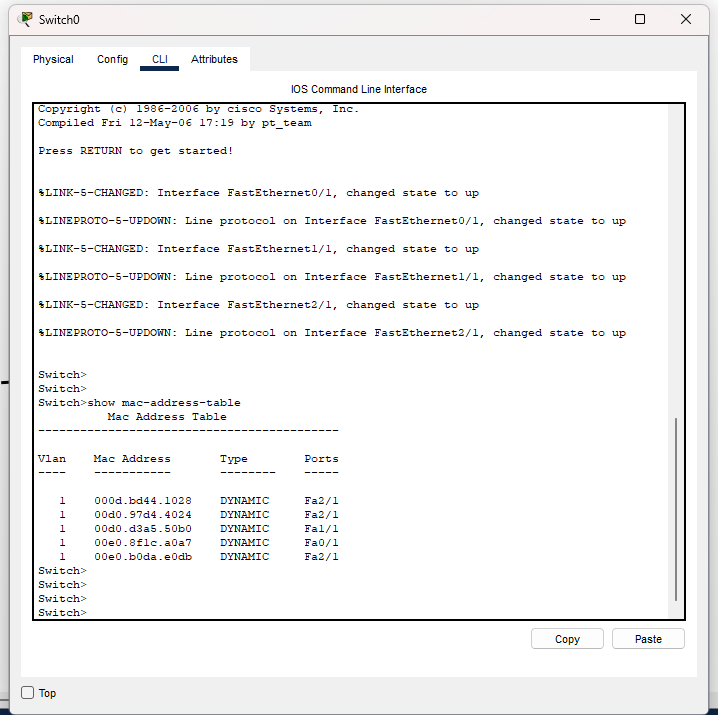 Switch0
Physical Config CLI Attributes
IOS Command Line Interface
Copyright (c) 1986-2006 by cisco Systems, Inc.
Compiled Fri 12-May-06 17:19 by pt_team
Press RETURN to get started!
%LINK-5-CHANGED: Interface FastEthernet0/1, changed state to up
%LINEPROTO-5-UPDOWN: Line protocol on Interface FastEthernet0/1, changed state to up
%LINK-5-CHANGED: Interface FastEthernet1/1, changed state to up
%LINEPROTO-5-UPDOWN: Line protocol on Interface FastEthernet1/1, changed state to up
%LINK-5-CHANGED: Interface FastEthernet2/1, changed state to up
%LINEPROTO-5-UPDOWN: Line protocol on Interface FastEthernet2/1, changed state to up
Switch>
Switch>
Switch>show mac-address-table
Mac Address Table
-------------------------------------------
Vlan Mac Address Type Ports
---- ----------- -------- -----
1 000d.bd44.1028 DYNAMIC Fa2/1
1 00d0.97d4.4024 DYNAMIC Fa2/1
1 00d0.d3a5.50b0 DYNAMIC Fa1/1
1 00e0.8f1c.a0a7 DYNAMIC Fa0/1
1 00e0.b0da.e0db DYNAMIC Fa2/1
Switch>
Switch>
Switch>
Switch>
Copy Paste
Top